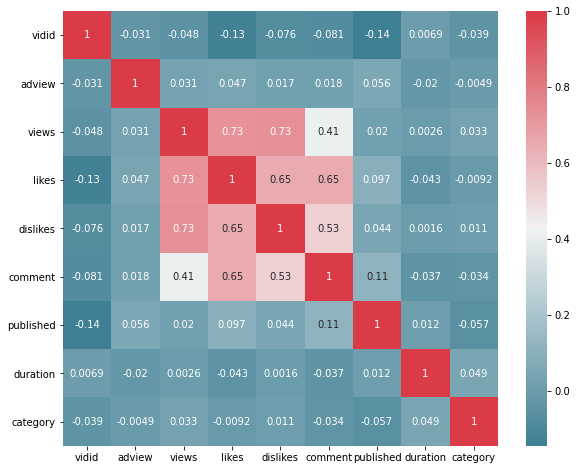 vidid 1 -0.031 -0.048 -0.13 -0.076 -0.081 -0.14 0.0069 -0.039
adview -0.031 1 0.031 0.047 0.017 0.018 0.056 -0.02 -0.0049
views -0.048 0.031 1 0.73 0.73 0.41 0.02 0.0026 0.033
likes -0.13 0.047 0.73 1 0.65 0.65 0.097 -0.043 -0.0092
dislikes -0.076 0.017 0.73 0.65 1 0.53 0.044 0.0016 0.011
comment -0.081 0.018 0.41 0.65 0.53 1 0.11 -0.037 -0.034
published -0.14 0.056 0.02 0.097 0.044 0.11 1 0.012 -0.057
duration 0.0069 -0.02 0.0026 -0.043 0.0016 -0.037 0.012 1 0.049
category -0.039 -0.0049 0.033 -0.0092 0.011 -0.034 -0.057 0.049 1
vidid adview views likes dislikes comment published duration category
1.0
0.8
0.6
0.4
0.2
0.0